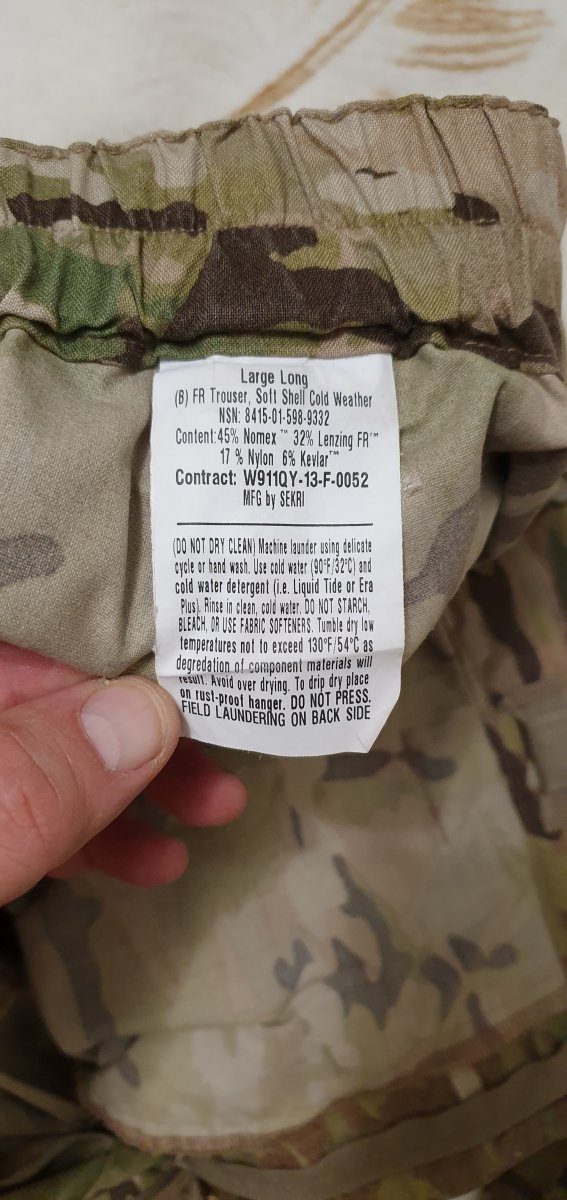 Large Long
(B) FR Trouser, Soft Shell Cold Weather
NSN: 8415-01-598-9332
Content:45% Nomex™ 32% Lenzing FR™
17 % Nylon 6% Kevlar™
Contract: W911QY-13-F-0052
MFG by SEKRI
(DO NOT DRY CLEAN) Machine launder using delicate
cycle or hand wash. Use cold water (90°F/32°C) and
cold water detergent (i.e. Liquid Tide or Era
Plus). Rinse in clean, cold water. DO NOT STARCH,
BLEACH, OR USE FABRIC SOFTENERS. Tumble dry low
temperatures not to exceed 130°F/54°C as
degredation of component materials will
result. Avoid over drying. To drip dry place
on rust-proof hanger. DO NOT PRESS.
FIELD LAUNDERING ON BACK SIDE